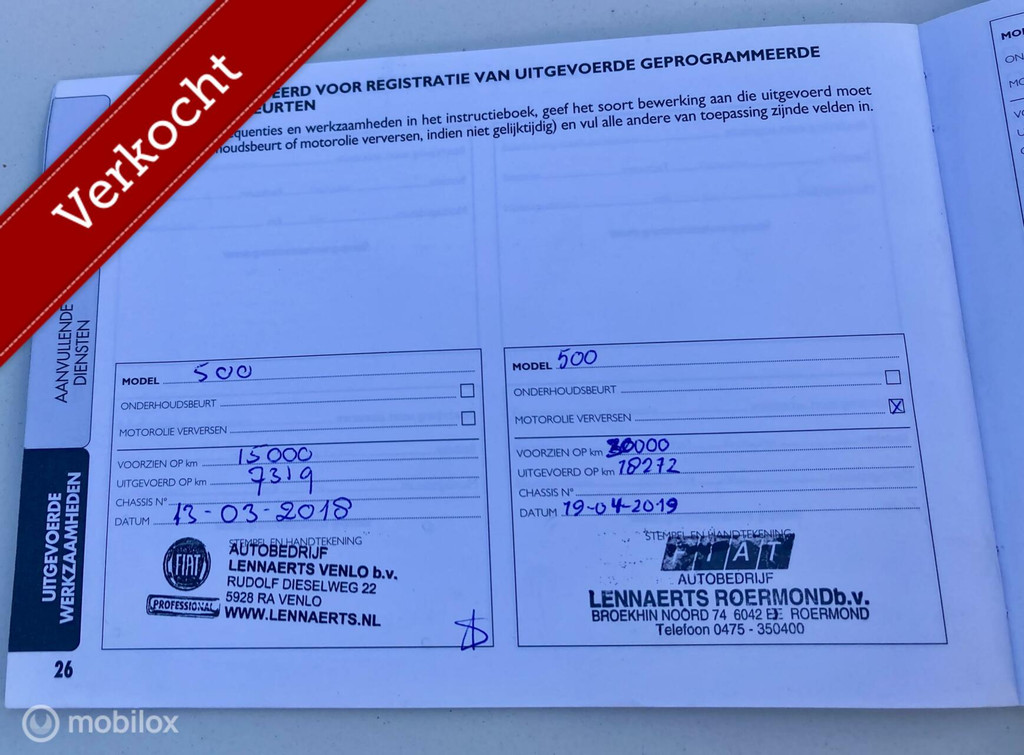 Verkocht
EERD VOOR REGISTRATIE VAN UITGEVOERDE GEPROGRAMMEERDE
EURTEN
equenties en werkzaamheden in het instructieboek, geef het soort bewerking aan die uitgevoerd moet
houdsbeurt of motorolie verversen, indien niet gelijktijdig) en vul alle andere van toepassing zijnde velden in.
AANVULLENDE
DIENSTEN
UITGEVOERDE
WERKZAAMHEDEN
26
MODEL 500
ONDERHOUDSBEURT
MOTOROLIE VERVERSEN
VOORZIEN OP km 15000
UITGEVOERD OP km 7319
CHASSIS N°
DATUM 13-03-2018
STEMPEL EN HANDTEKENING
FIAT
PROFESSIONAL
AUTOBEDRIJF
LENNAERTS VENLO b.v.
RUDOLF DIESELWEG 22
5928 RA VENLO
WWW.LENNAERTS.NL
MODEL 500
ONDERHOUDSBEURT
MOTOROLIE VERVERSEN X
VOORZIEN OP km 30000
UITGEVOERD OP km 18272
CHASSIS N°
DATUM 19-04-2019
STEMPEL EN HANDTEKENING
FIAT
AUTOBEDRIJF
LENNAERTS ROERMONDb.v.
BROEKHIN NOORD 74 6042 EE ROERMOND
Telefoon 0475 - 350400
mobilox